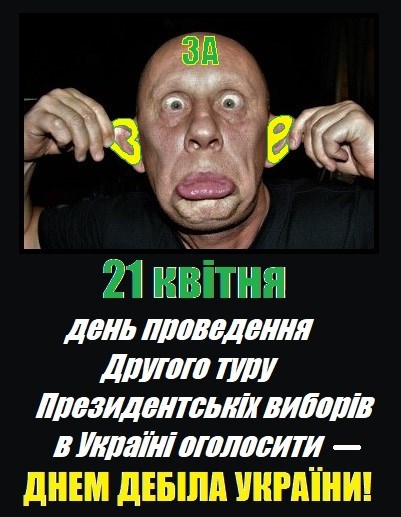 ЗА
З е
21 квітня
день проведення
Другого туру
Президентськіх виборів
в Україні оголосити —
ДНЕМ ДЕБІЛА УКРАЇНИ!